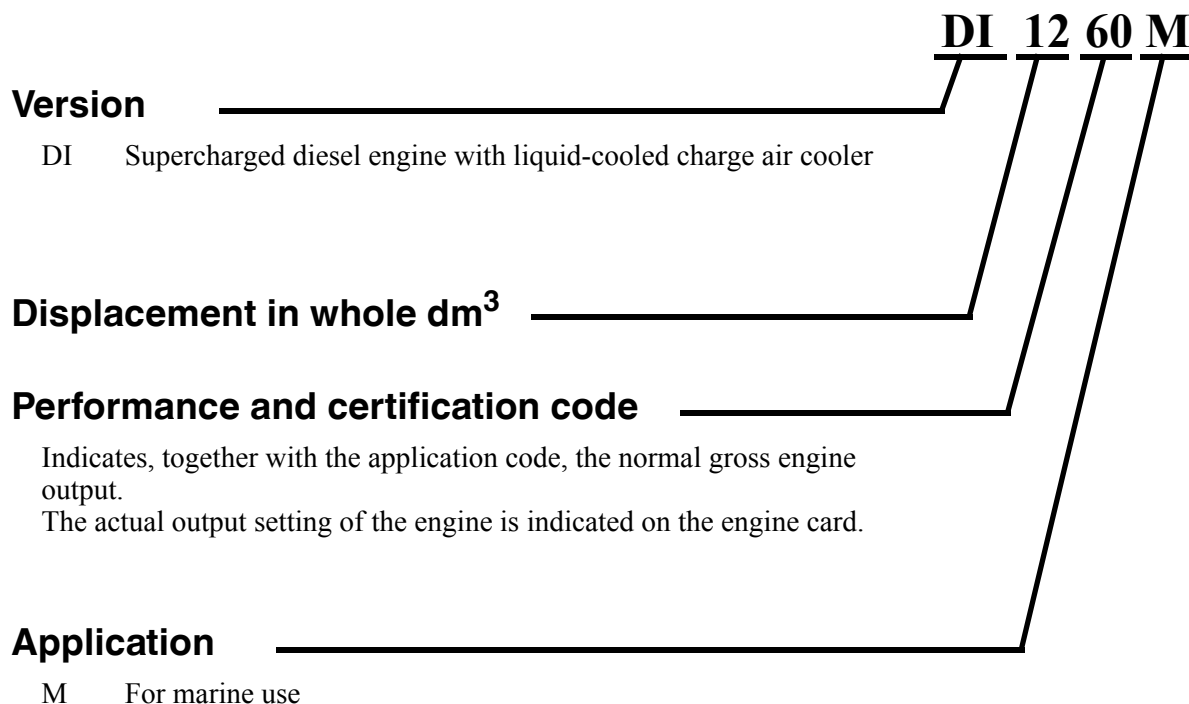 DI 12 60 M
Version
DI Supercharged diesel engine with liquid-cooled charge air cooler
Displacement in whole dm³
Performance and certification code
Indicates, together with the application code, the normal gross engine
output.
The actual output setting of the engine is indicated on the engine card.
Application
M For marine use